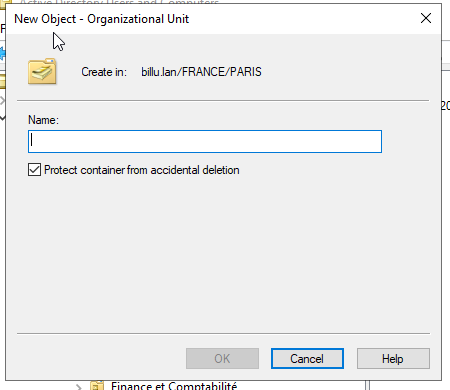 Active Directory Users and Computers
New Object - Organizational Unit
Create in: billu.lan/FRANCE/PARIS
Name:
Protect container from accidental deletion
OK Cancel Help
Finance et Comptabilité